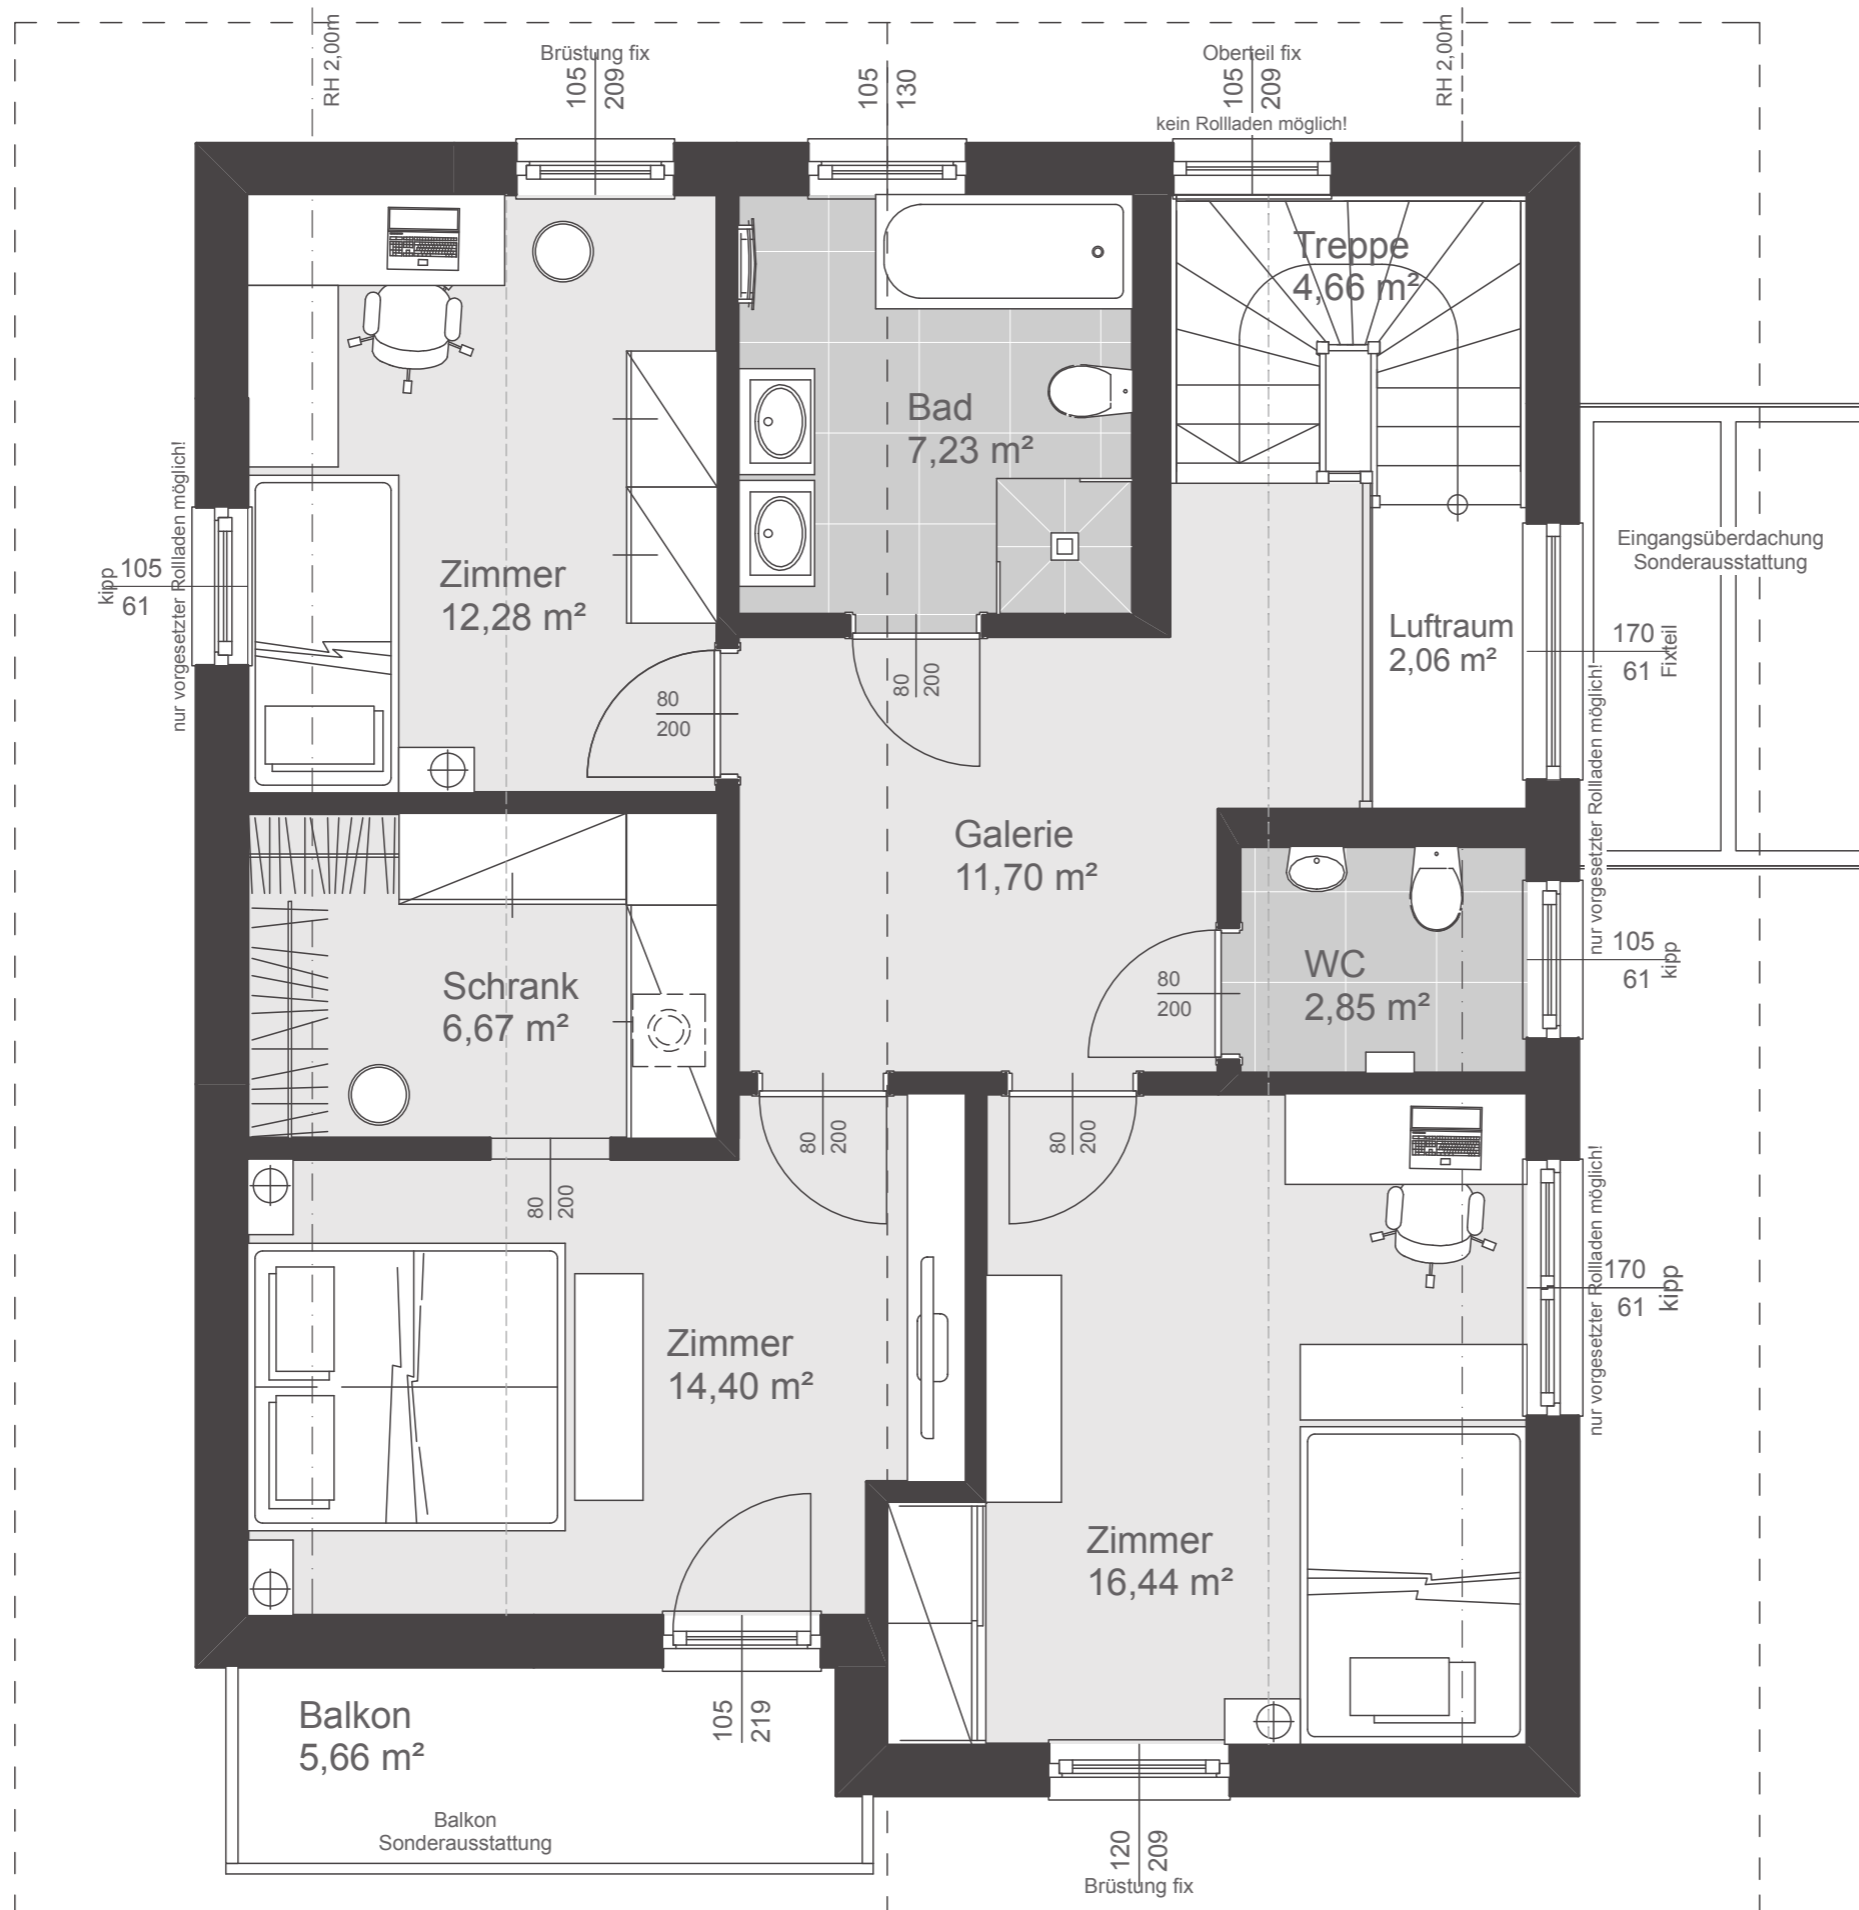 RH 2,00m
Brüstung fix
105
209
105
130
Oberteil fix
105
209
kein Rollladen möglich!
RH 2,00m
Treppe
4,66 m²
Bad
7,23 m²
nur vorgesetzter Rollladen möglich!
kipp
105
61
Zimmer
12,28 m²
80
200
80
200
Luftraum
2,06 m²
Eingangsüberdachung
Sonderausstattung
170
61
Fixteil
nur vorgesetzter Rollladen möglich!
Galerie
11,70 m²
Schrank
6,67 m²
80
200
WC
2,85 m²
105
61
kipp
80
200
80
200
80
200
nur vorgesetzter Rollladen möglich!
170
61
kipp
Zimmer
14,40 m²
Zimmer
16,44 m²
Balkon
5,66 m²
105
219
Balkon
Sonderausstattung
120
209
Brüstung fix